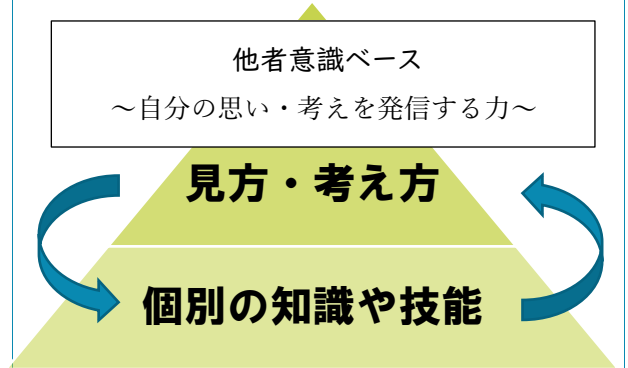 他者意識ベース
～自分の思い・考えを発信する力～
見方・考え方
個別の知識や技能